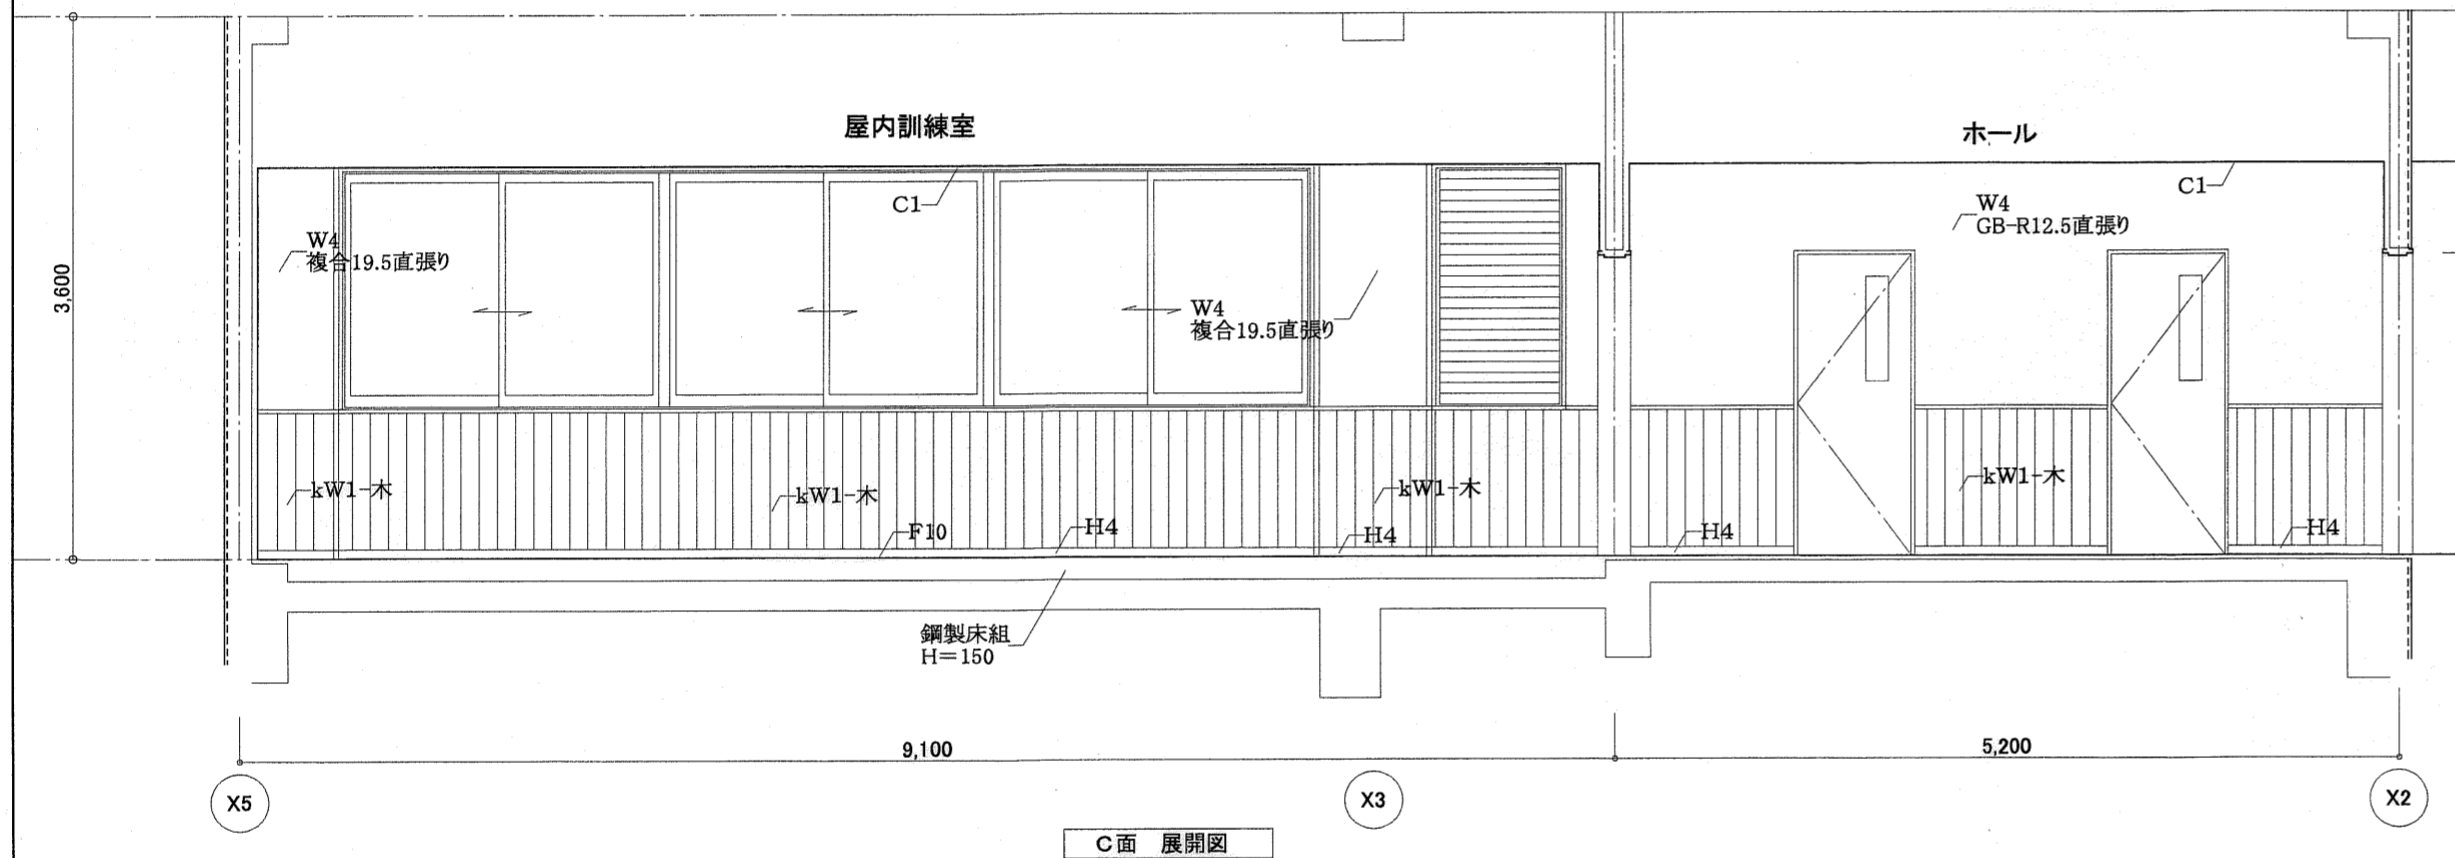 屋内訓練室
ホール
C1
C1
W4
GB-R12.5直張り
W4
複合19.5直張り
3,600
W4
複合19.5直張り
kW1-木
kW1-木
kW1-木
kW1-木
F10
H4
H4
H4
H4
鋼製床組
H=150
9,100
5,200
X5
X3
X2
C面 展開図